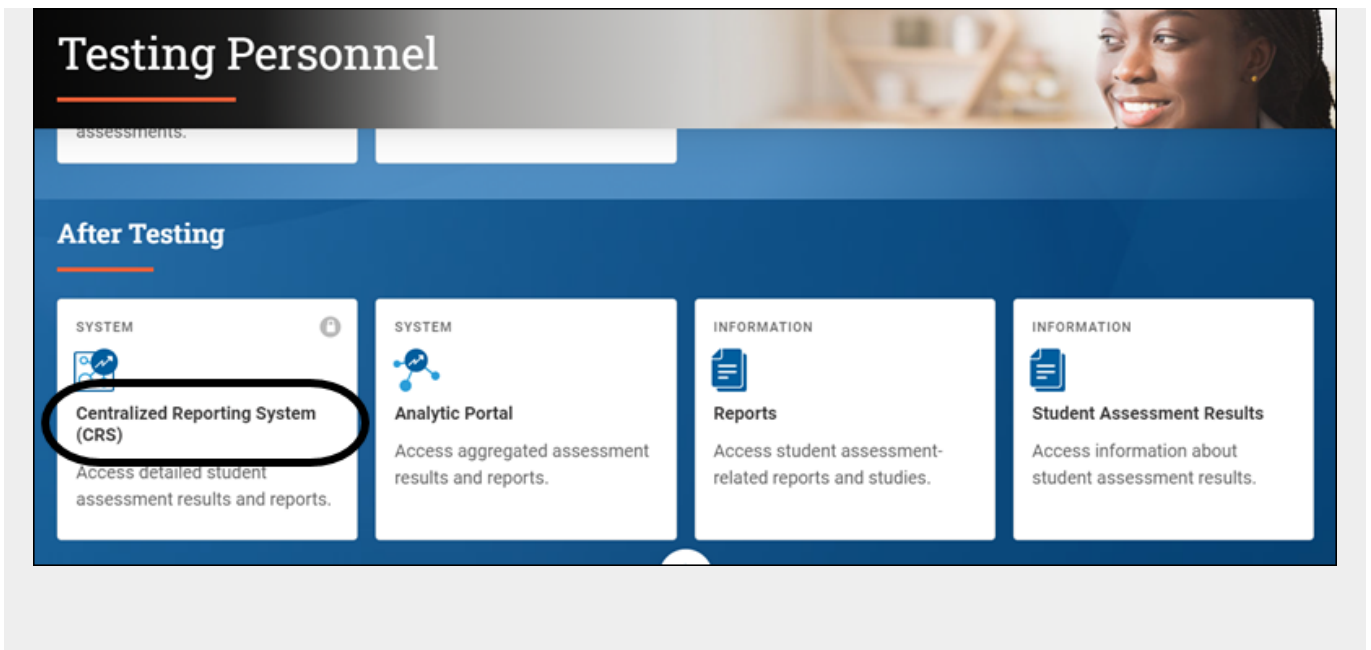 Testing Personnel
assessments.
After Testing
SYSTEM
Centralized Reporting System
(CRS)
Access detailed student
assessment results and reports.
SYSTEM
Analytic Portal
Access aggregated assessment
results and reports.
INFORMATION
Reports
Access student assessment-
related reports and studies.
INFORMATION
Student Assessment Results
Access information about
student assessment results.